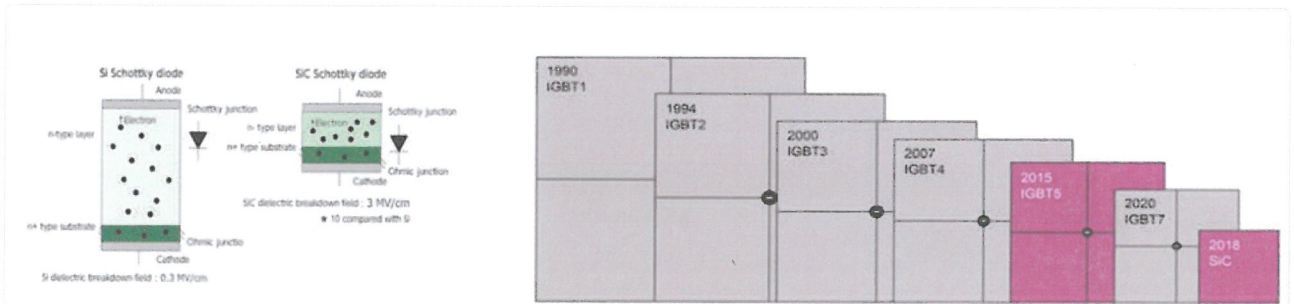 Si Schottky diode
Anode
Schottky junction
↑Electron
n-type layer
n+ type substrate
Ohmic junctio
Cathode
Si dielectric breakdown field : 0.3 MV/cm
SiC Schottky diode
Anode
Schottky junction
Electron
n- type layer
n+ type substrate
Ohmic junction
Cathode
SiC dielectric breakdown field : 3 MV/cm
10 compared with
1990
IGBT1
1994
IGBT2
2000
IGBT3
2007
IGBT4
2015
IGBT5
2020
IGBT7
2018
SiC